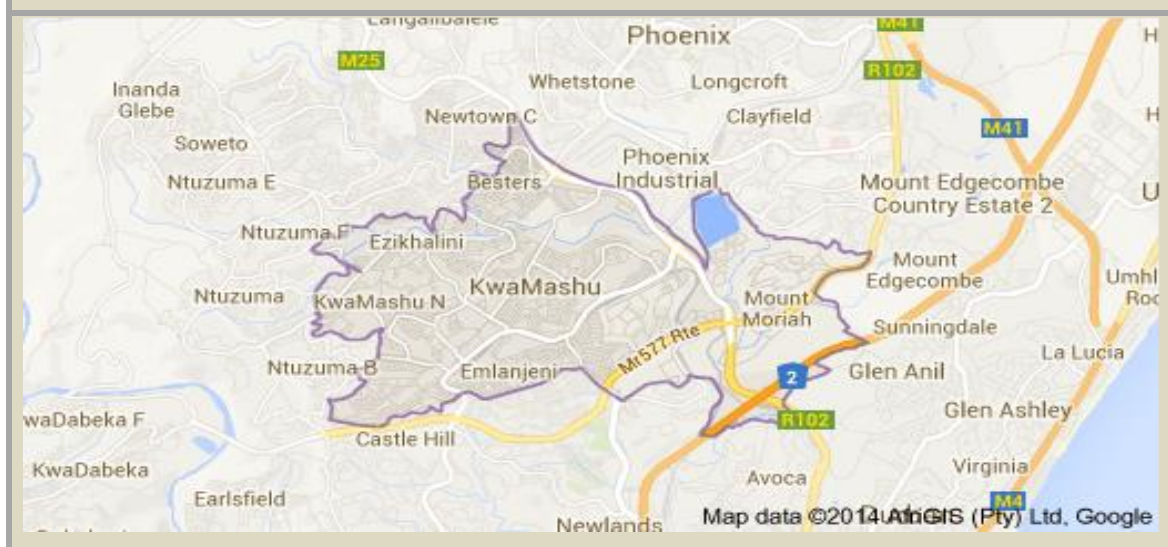 Langalibalele
Phoenix
M41
H
M25
R102
Whetstone
Longcroft
Inanda
Glebe
Newtown C
Clayfield
M41
H
Soweto
Phoenix
Industrial
Ntuzuma E
Besters
Mount Edgecombe
Country Estate 2
U
Ntuzuma F
Ezikhalini
Mount
Edgecombe
KwaMashu
Umhl
Roc
Ntuzuma
KwaMashu N
Mount
Moriah
Sunningdale
Mt577 Rte
La Lucia
Ntuzuma B
Emlanjeni
2
Glen Anil
waDabeka F
R102
Glen Ashley
Castle Hill
KwaDabeka
Virginia
Avoca
Earlsfield
M4
Newlands
Map data ©2014 AfriGIS (Pty) Ltd, Google